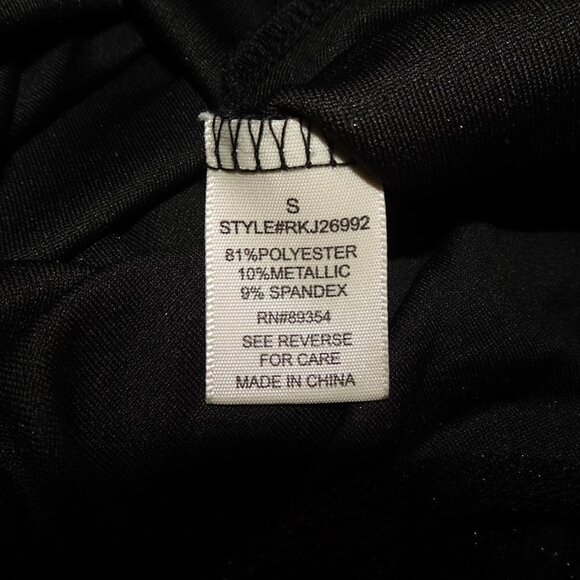 S
STYLE#RKJ26992
81%POLYESTER
10%METALLIC
9% SPANDEX
RN#89354
SEE REVERSE
FOR CARE
MADE IN CHINA